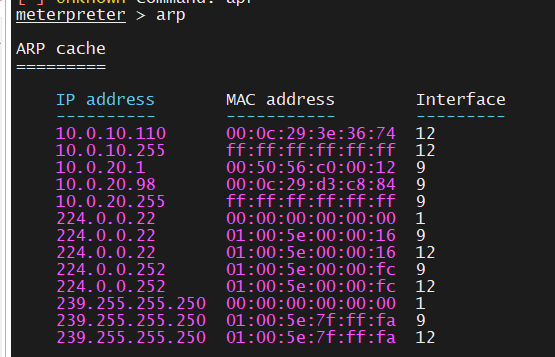 [-] Unknown command: apr
meterpreter > arp
ARP cache
=========
IP address MAC address Interface
---------- ----------- ---------
10.0.10.110 00:0c:29:3e:36:74 12
10.0.10.255 ff:ff:ff:ff:ff:ff 12
10.0.20.1 00:50:56:c0:00:12 9
10.0.20.98 00:0c:29:d3:c8:84 9
10.0.20.255 ff:ff:ff:ff:ff:ff 9
224.0.0.22 00:00:00:00:00:00 1
224.0.0.22 01:00:5e:00:00:16 9
224.0.0.22 01:00:5e:00:00:16 12
224.0.0.252 01:00:5e:00:00:fc 9
224.0.0.252 01:00:5e:00:00:fc 12
239.255.255.250 00:00:00:00:00:00 1
239.255.255.250 01:00:5e:7f:ff:fa 9
239.255.255.250 01:00:5e:7f:ff:fa 12